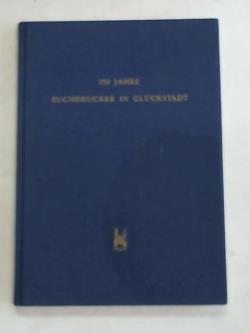 150 JAHRE
BUCHDRUCKER IN GLÜCKSTADT